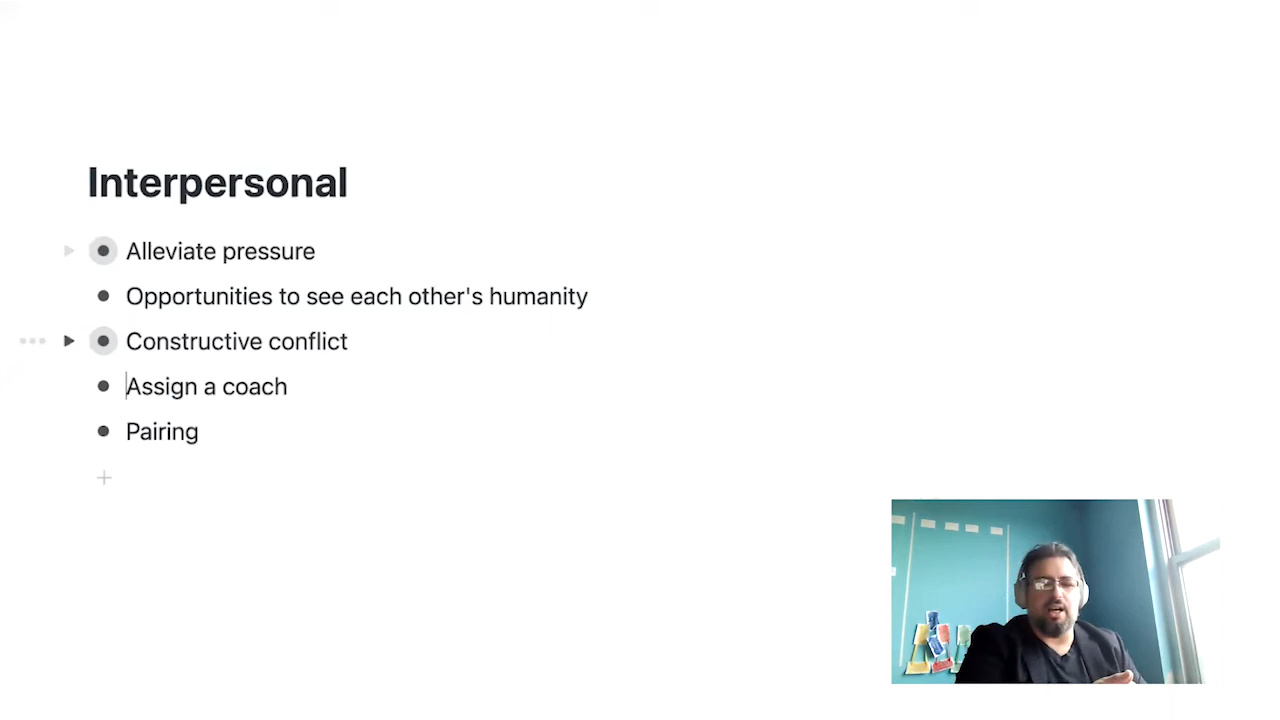 Interpersonal
Alleviate pressure
Opportunities to see each other's humanity
Constructive conflict
Assign a coach
Pairing